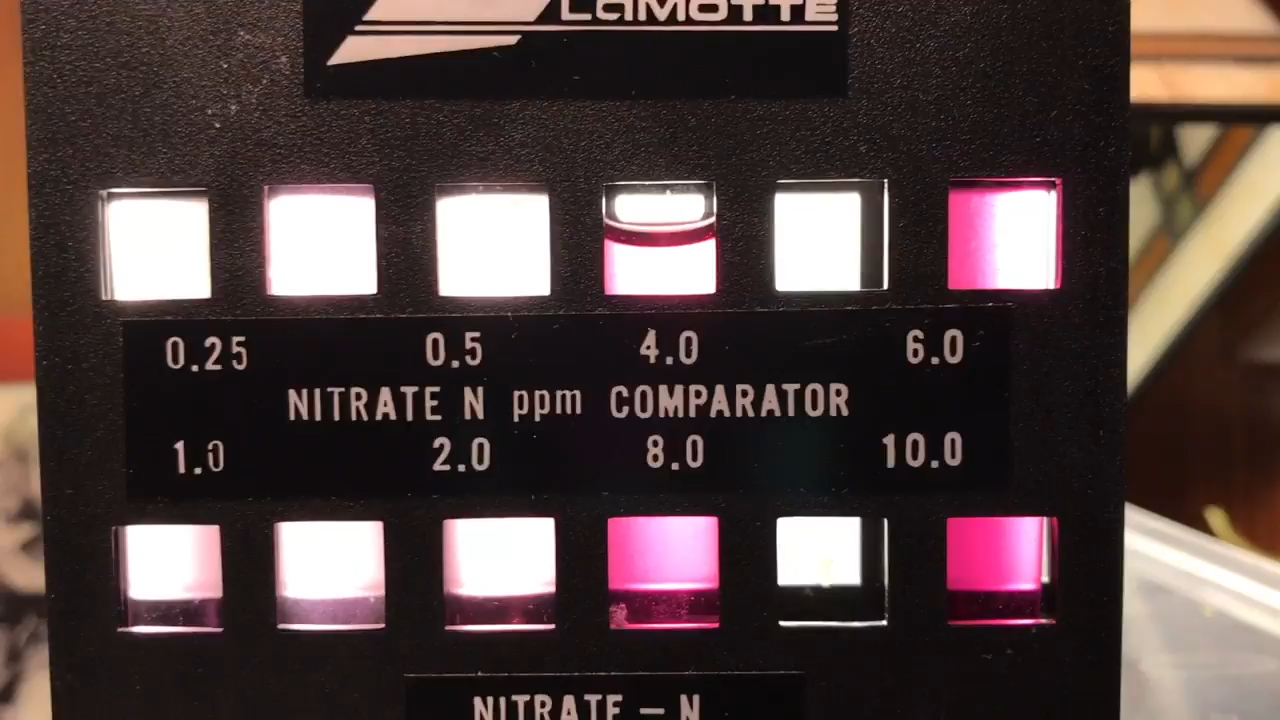 LaMOTTE
0.25 0.5 4.0 6.0
NITRATE N ppm COMPARATOR
1.0 2.0 8.0 10.0
NITRATE – N